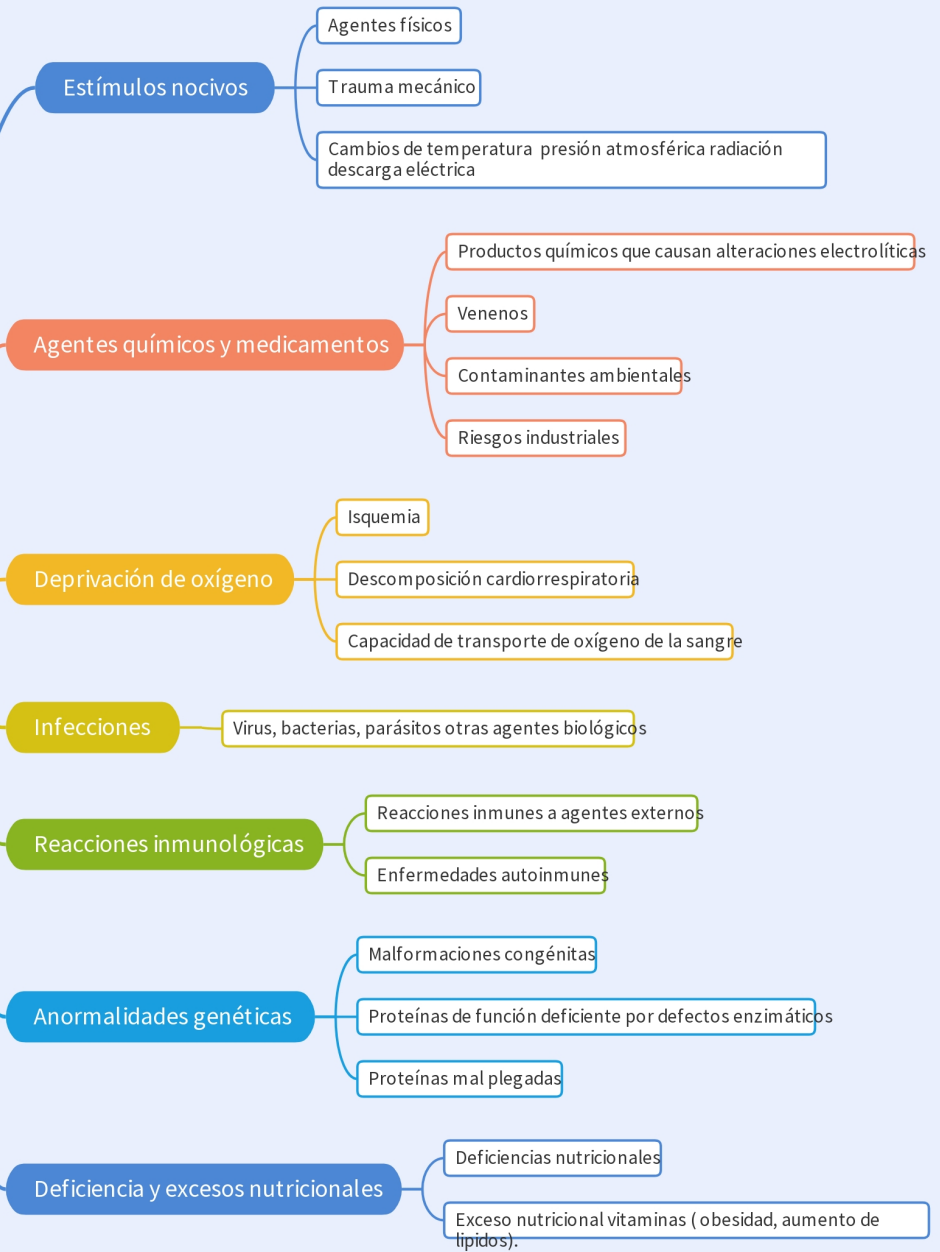 Estímulos nocivos
Agentes físicos
Trauma mecánico
Cambios de temperatura presión atmosférica radiación
descarga eléctrica
Agentes químicos y medicamentos
Productos químicos que causan alteraciones electrolíticas
Venenos
Contaminantes ambientales
Riesgos industriales
Deprivación de oxígeno
Isquemia
Descomposición cardiorrespiratoria
Capacidad de transporte de oxígeno de la sangre
Infecciones
Virus, bacterias, parásitos otras agentes biológicos
Reacciones inmunológicas
Reacciones inmunes a agentes externos
Enfermedades autoinmunes
Anormalidades genéticas
Malformaciones congénitas
Proteínas de función deficiente por defectos enzimáticos
Proteínas mal plegadas
Deficiencia y excesos nutricionales
Deficiencias nutricionales
Exceso nutricional vitaminas ( obesidad, aumento de
lipidos).